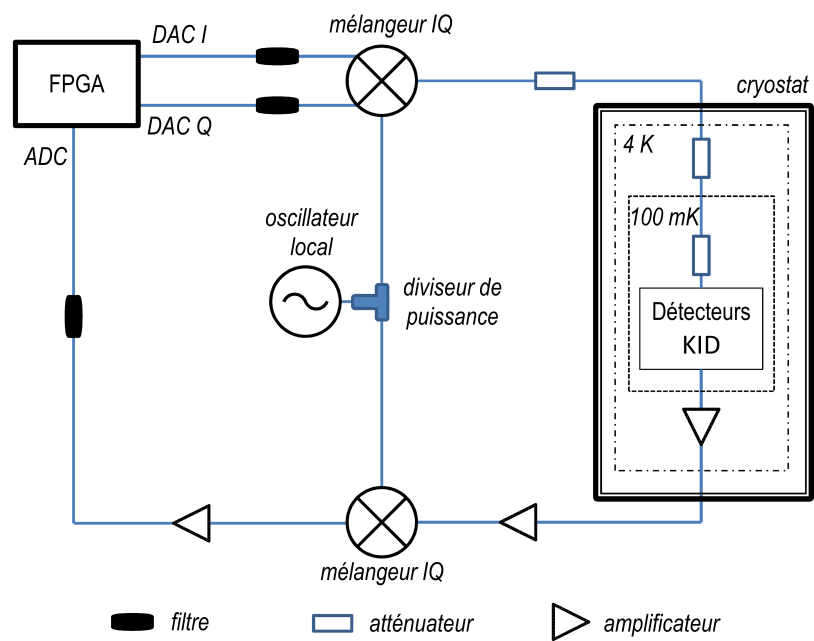 mélangeur IQ
DAC I
FPGA
DAC Q
ADC
cryostat
4 K
100 mK
oscillateur
local
diviseur de
puissance
Détecteurs
KID
mélangeur IQ
filtre
atténuateur
amplificateur